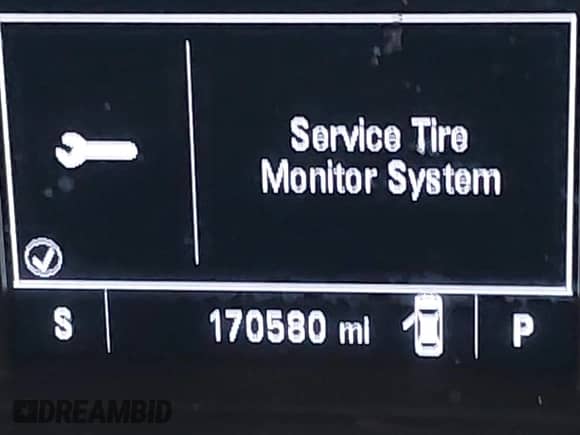 Service Tire
Monitor System
S
170580 mi
P
DREAMBID